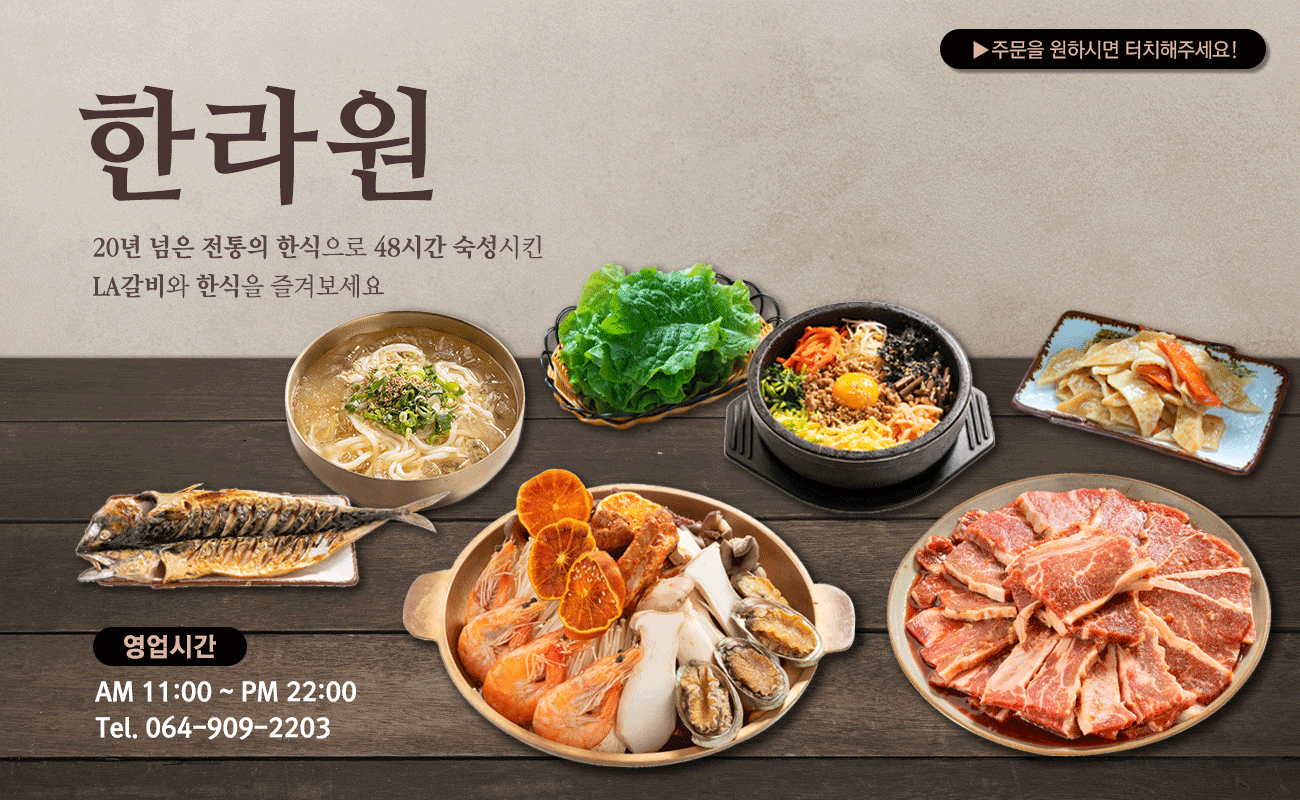 ▶주문을 원하시면 터치해주세요!
한라원
20년 넘은 전통의 한식으로 48시간 숙성시킨
LA갈비와 한식을 즐겨보세요
영업시간
AM 11:00 ~ PM 22:00
Tel. 064-909-2203